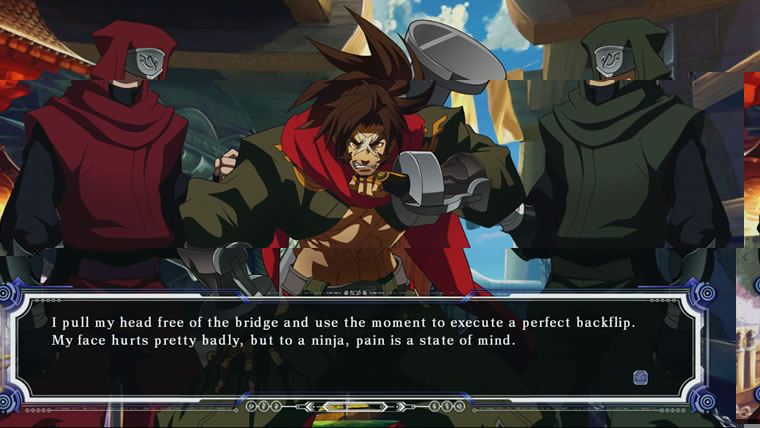 I pull my head free of the bridge and use the moment to execute a perfect backflip.
My face hurts pretty badly, but to a ninja, pain is a state of mind.